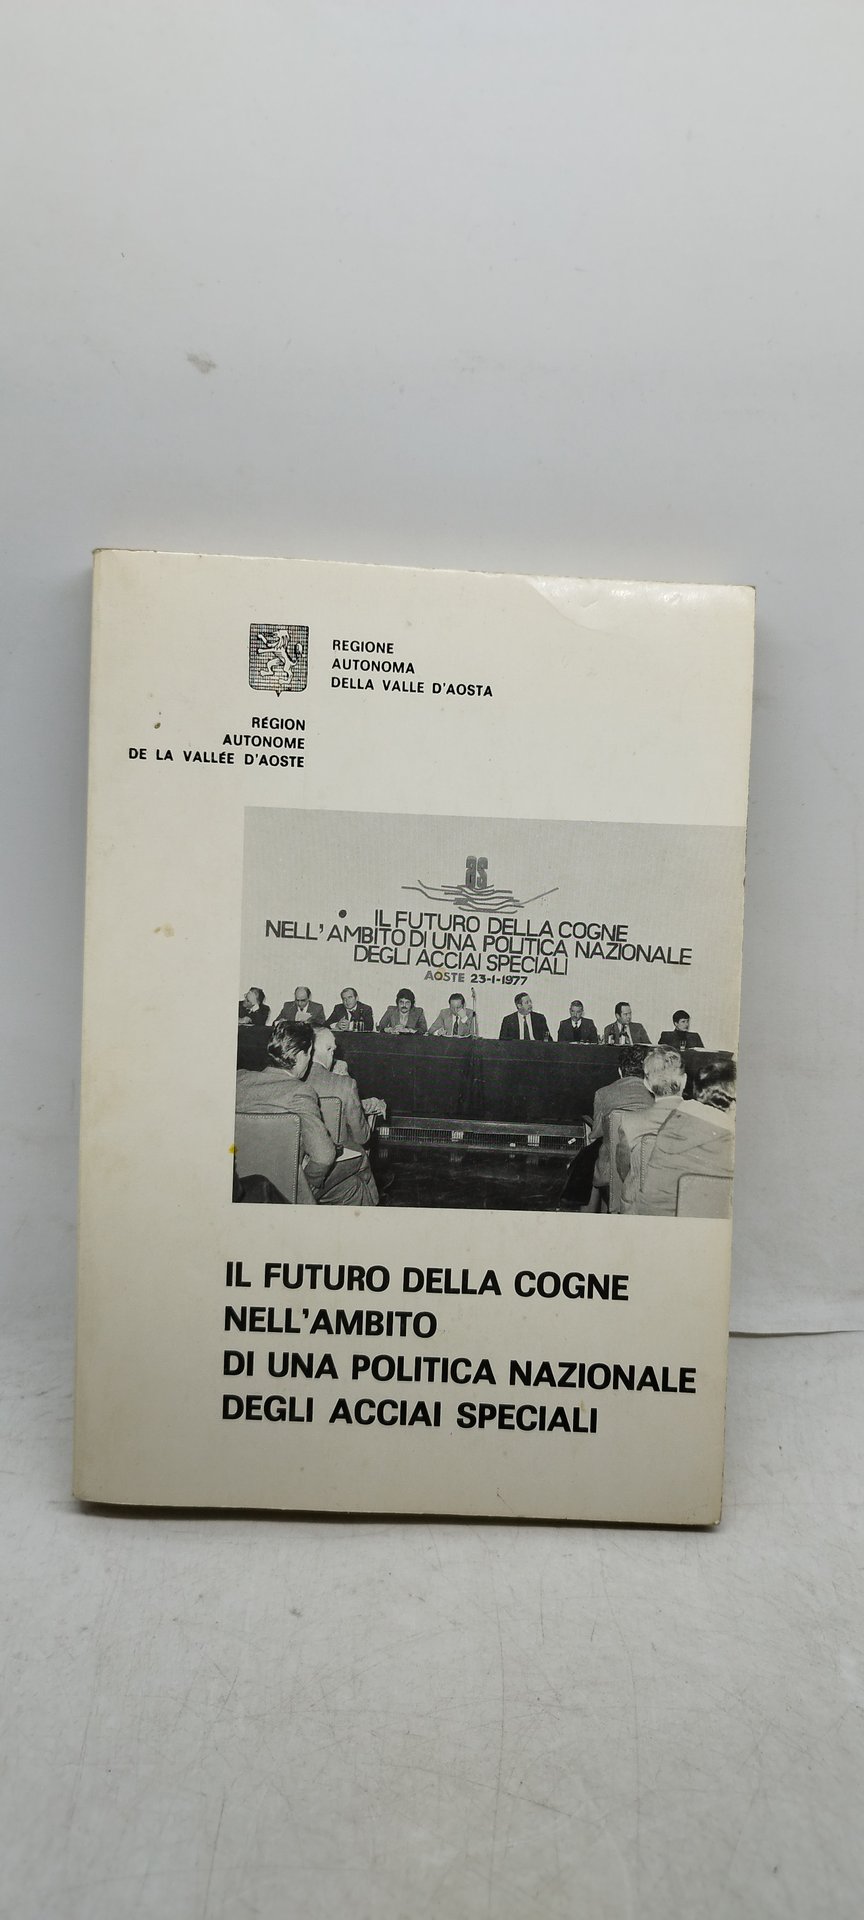 REGIONE
AUTONOMA
DELLA VALLE D'AOSTA
RÉGION
AUTONOME
DE LA VALLÉE D'AOSTE
as
IL FUTURO DELLA COGNE
NELL'AMBITO DI UNA POLITICA NAZIONALE
DEGLI ACCIAI SPECIALI
AOSTE 23-1-1977
IL FUTURO DELLA COGNE
NELL'AMBITO
DI UNA POLITICA NAZIONALE
DEGLI ACCIAI SPECIALI